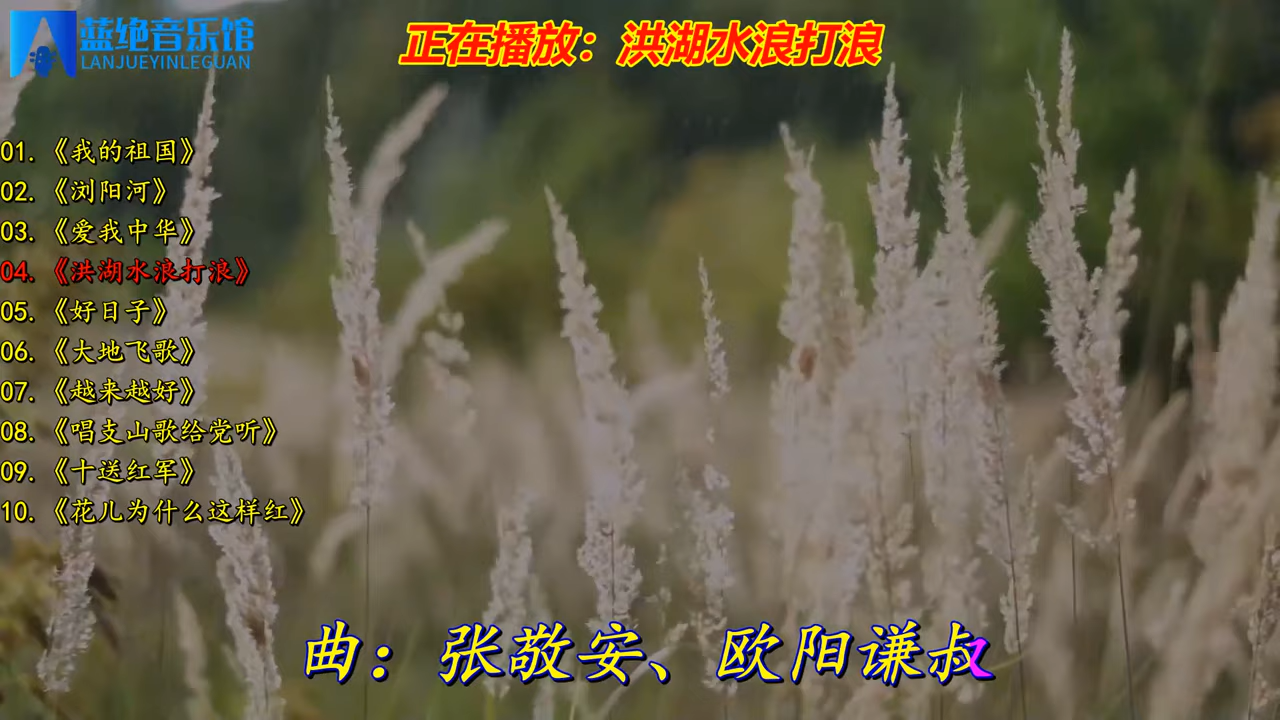 蓝绝音乐馆
LANJUEYINLEGUAN
正在播放：洪湖水浪打浪
01.《我的祖国》
02.《浏阳河》
03.《爱我中华》
04.《洪湖水浪打浪》
05.《好日子》
06.《大地飞歌》
07.《越来越好》
08.《唱支山歌给党听》
09.《十送红军》
10.《花儿为什么这样红》
曲：张敬安、欧阳谦叔